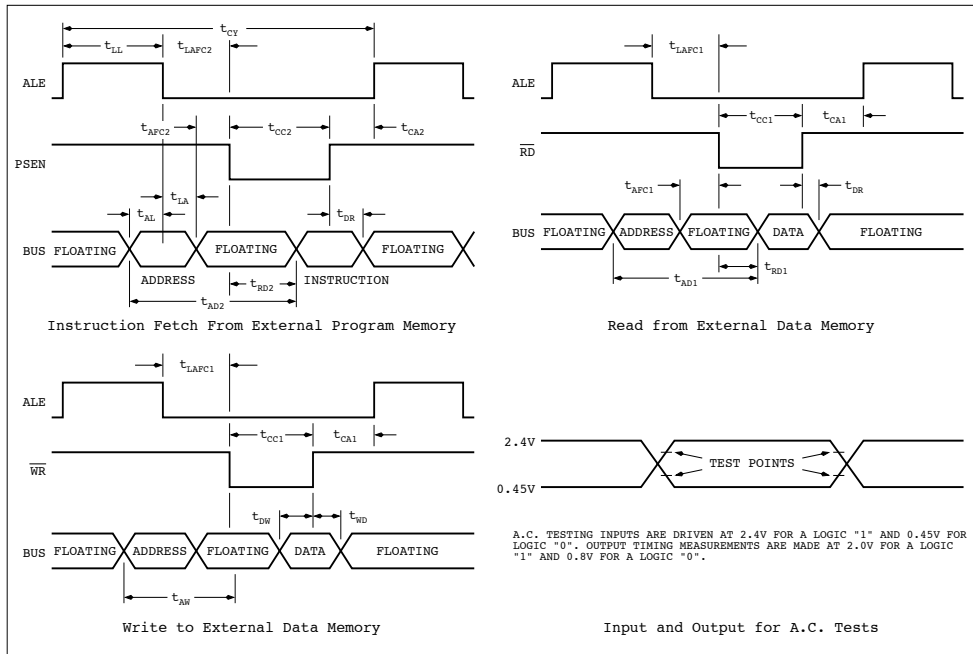 tCY
tLL
tLAFC2
ALE
tAFC2
tCC2
tCA2
PSEN
tLA
tAL
tDR
BUS
FLOATING
FLOATING
FLOATING
ADDRESS
tRD2
INSTRUCTION
tAD2
Instruction Fetch From External Program Memory
tLAFC1
ALE
tCC1
tCA1
RD
tAFC1
tDR
BUS
FLOATING
ADDRESS
FLOATING
DATA
FLOATING
tRD1
tAD1
Read from External Data Memory
tLAFC1
ALE
tCC1
tCA1
WR
tDW
tWD
BUS
FLOATING
ADDRESS
FLOATING
DATA
FLOATING
tAW
Write to External Data Memory
2.4V
TEST POINTS
0.45V
A.C. TESTING INPUTS ARE DRIVEN AT 2.4V FOR A LOGIC "1" AND 0.45V FOR
LOGIC "0". OUTPUT TIMING MEASUREMENTS ARE MADE AT 2.0V FOR A LOGIC
"1" AND 0.8V FOR A LOGIC "0".
Input and Output for A.C. Tests